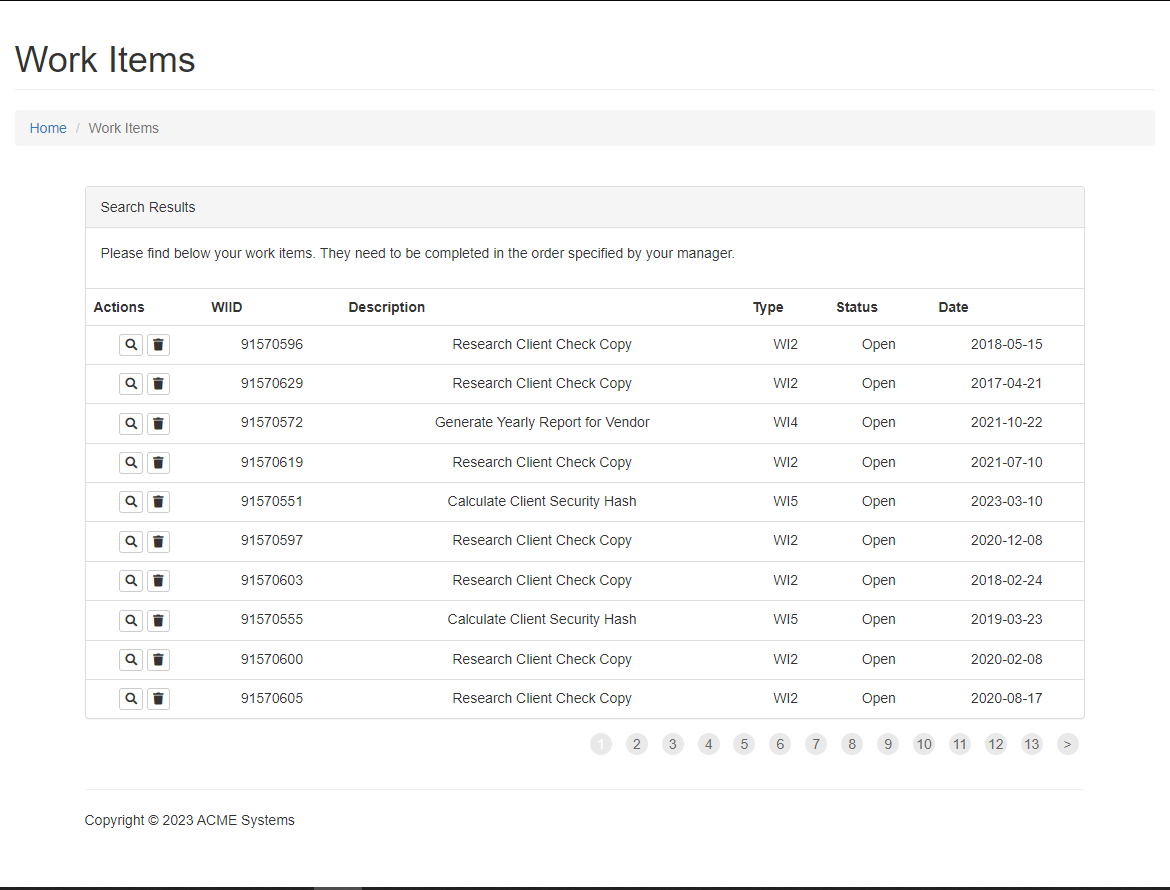 Work Items
Home / Work Items
Search Results
Please find below your work items. They need to be completed in the order specified by your manager.
Actions WIID Description Type Status Date
91570596 Research Client Check Copy WI2 Open 2018-05-15
91570629 Research Client Check Copy WI2 Open 2017-04-21
91570572 Generate Yearly Report for Vendor WI4 Open 2021-10-22
91570619 Research Client Check Copy WI2 Open 2021-07-10
91570551 Calculate Client Security Hash WI5 Open 2023-03-10
91570597 Research Client Check Copy WI2 Open 2020-12-08
91570603 Research Client Check Copy WI2 Open 2018-02-24
91570555 Calculate Client Security Hash WI5 Open 2019-03-23
91570600 Research Client Check Copy WI2 Open 2020-02-08
91570605 Research Client Check Copy WI2 Open 2020-08-17
1 2 3 4 5 6 7 8 9 10 11 12 13 >
Copyright © 2023 ACME Systems